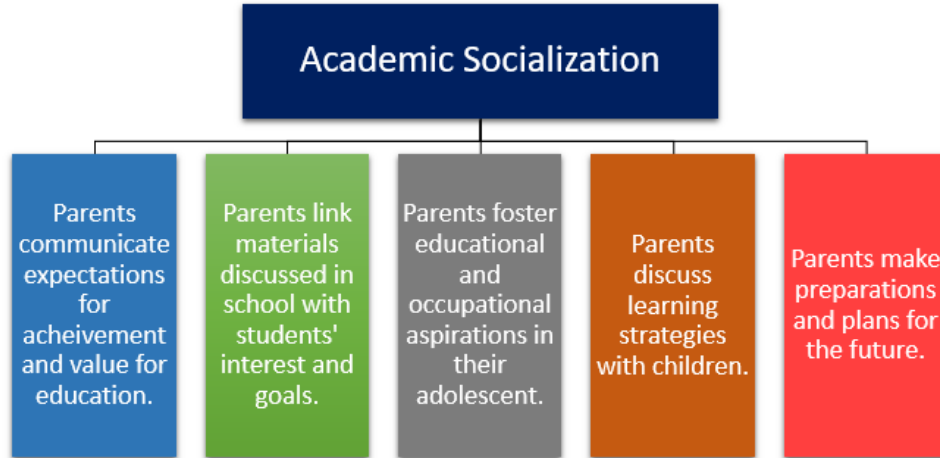 Academic Socialization
Parents
communicate
expectations
for
acheivement
and value for
education.
Parents link
materials
discussed in
school with
students'
interest and
goals.
Parents foster
educational
and
occupational
aspirations in
their
adolescent.
Parents
discuss
learning
strategies
with children.
Parents make
preparations
and plans for
the future.